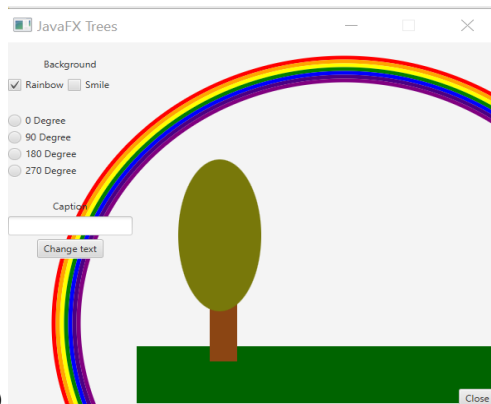 JavaFX Trees
Background
Rainbow Smile
0 Degree
90 Degree
180 Degree
270 Degree
Caption
Change text
Close